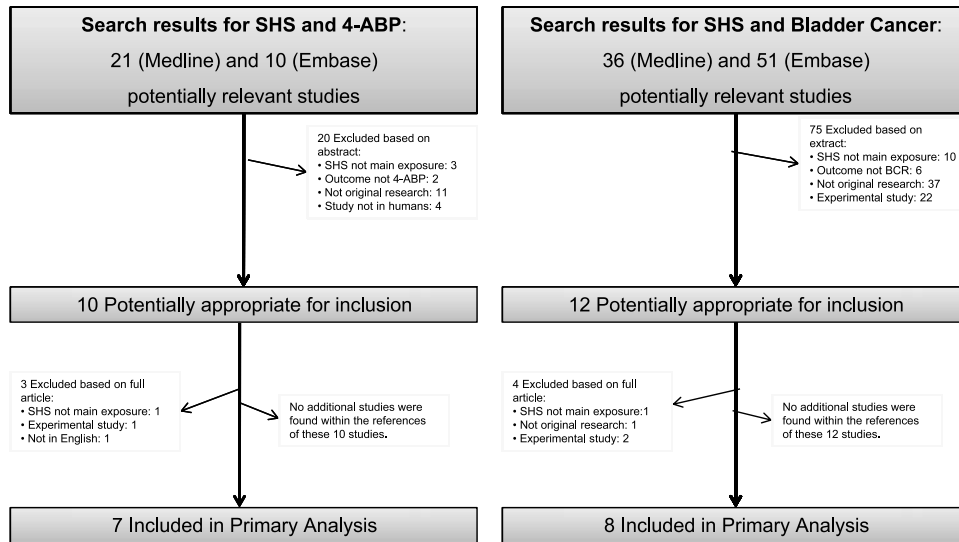 Search results for SHS and 4-ABP:
21 (Medline) and 10 (Embase)
potentially relevant studies
20 Excluded based on
abstract:
• SHS not main exposure: 3
• Outcome not 4-ABP: 2
• Not original research: 11
• Study not in humans: 4
10 Potentially appropriate for inclusion
3 Excluded based on full
article:
• SHS not main exposure: 1
• Experimental study: 1
• Not in English: 1
No additional studies were
found within the references
of these 10 studies.
7 Included in Primary Analysis
Search results for SHS and Bladder Cancer:
36 (Medline) and 51 (Embase)
potentially relevant studies
75 Excluded based on
extract:
• SHS not main exposure: 10
• Outcome not BCR: 6
• Not original research: 37
• Experimental study: 22
12 Potentially appropriate for inclusion
4 Excluded based on full
article:
• SHS not main exposure:1
• Not original research: 1
• Experimental study: 2
No additional studies were
found within the references
of these 12 studies.
8 Included in Primary Analysis